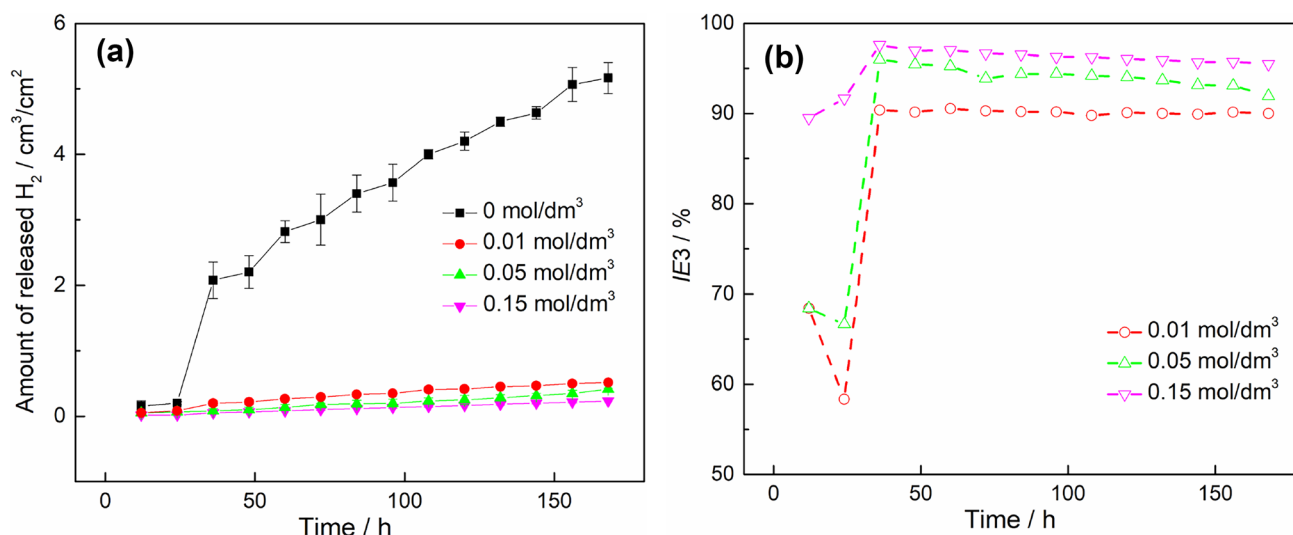 (a)
Amount of released H₂ / cm³/cm²
6
4
2
0
0 mol/dm³
0.01 mol/dm³
0.05 mol/dm³
0.15 mol/dm³
0 50 100 150
Time / h
(b)
IE3 / %
100
90
80
70
60
50
0.01 mol/dm³
0.05 mol/dm³
0.15 mol/dm³
0 50 100 150
Time / h